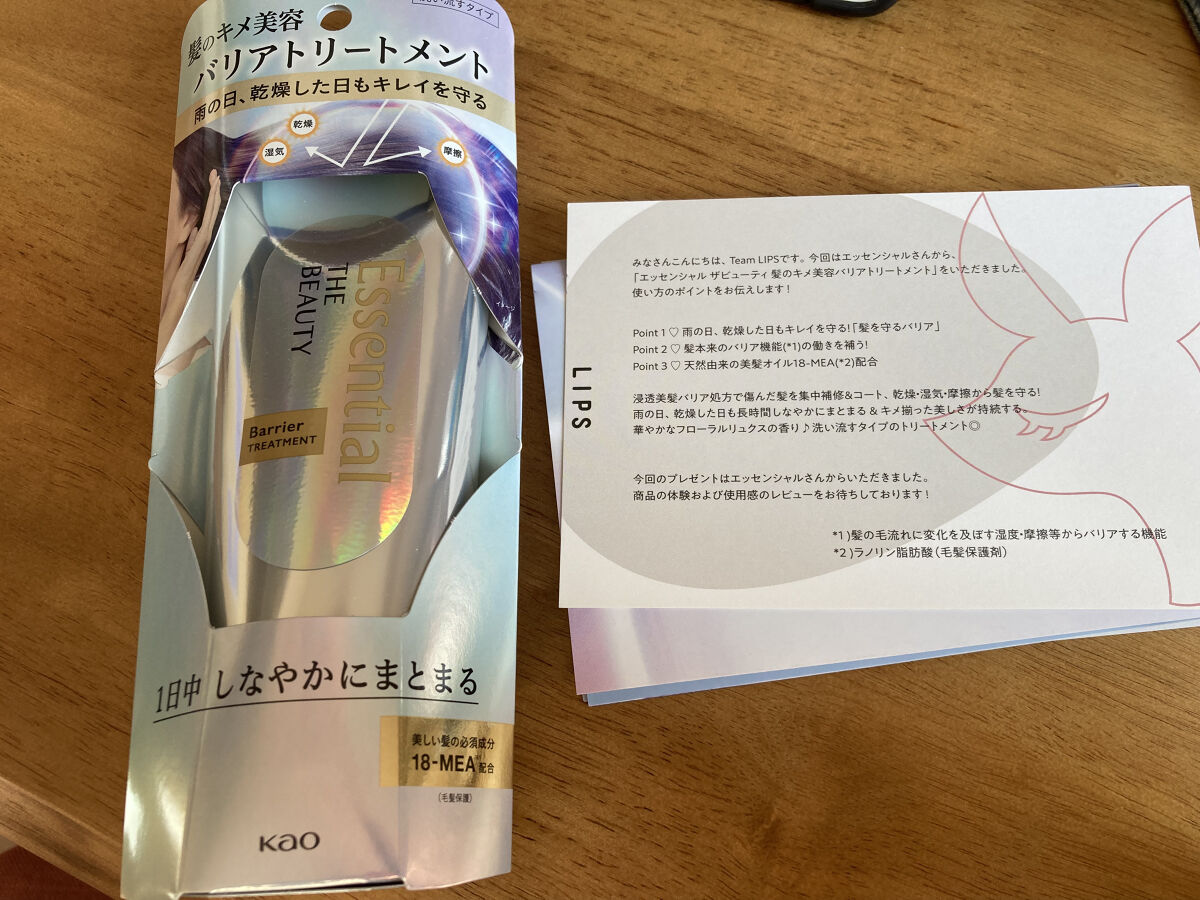 洗い流すタイプ
髪のキメ美容
バリアトリートメント
雨の日、乾燥した日もキレイを守る
乾燥
湿気
摩擦
イメージ
Essential
THE
BEAUTY
Barrier
TREATMENT
1日中 しなやかにまとまる
美しい髪の必須成分
18-MEA 配合
(毛髪保護)
Kao
LIPS
みなさんこんにちは、Team LIPSです。今回はエッセンシャルさんから、
「エッセンシャル ザビューティ 髪のキメ美容バリアトリートメント」をいただきました。
使い方のポイントをお伝えします!
Point 1 ♡ 雨の日、乾燥した日もキレイを守る!「髪を守るバリア」
Point 2 ♡ 髪本来のバリア機能(*1)の働きを補う!
Point 3 ♡ 天然由来の美髪オイル18-MEA(*2)配合
浸透美髪バリア処方で傷んだ髪を集中補修&コート、乾燥・湿気・摩擦から髪を守る!
雨の日、乾燥した日も長時間しなやかにまとまる & キメ揃った美しさが持続する。
華やかなフローラルリュクスの香り♪洗い流すタイプのトリートメント◎
今回のプレゼントはエッセンシャルさんからいただきました。
商品の体験および使用感のレビューをお待ちしております!
*1)髪の毛流れに変化を及ぼす湿度・摩擦等からバリアする機能
*2)ラノリン脂肪酸(毛髪保護剤)